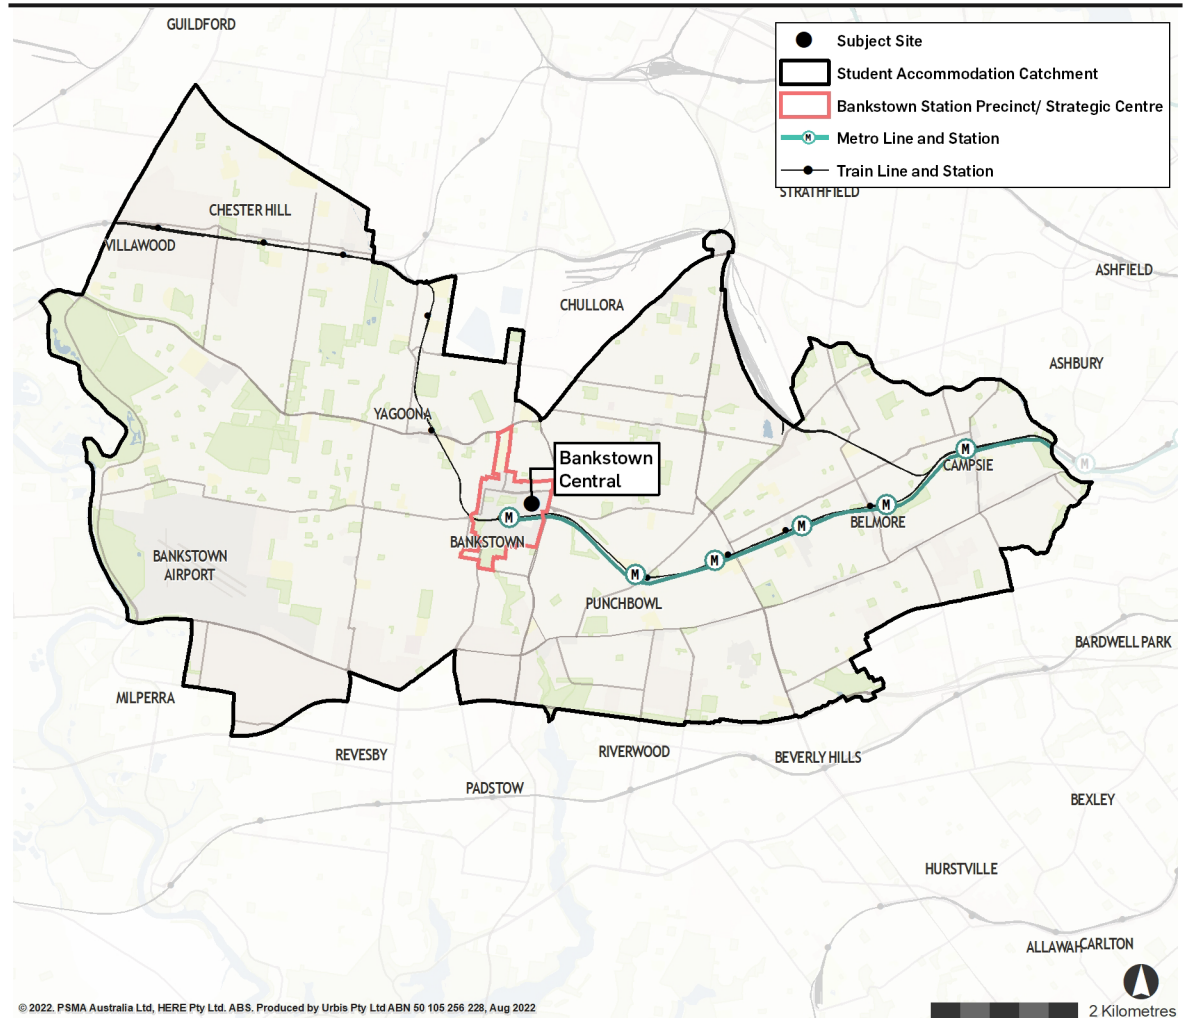 GUILDFORD
Subject Site
Student Accommodation Catchment
Bankstown Station Precinct/ Strategic Centre
M
Metro Line and Station
Train Line and Station
STRATHFIELD
CHESTER HILL
VILLAWOOD
ASHFIELD
CHULLORA
ASHBURY
YAGOONA
Bankstown
Central
M
CAMPSIE
M
M
M
BELMORE
M
BANKSTOWN
M
BANKSTOWN
AIRPORT
M
M
PUNCHBOWL
BARDWELL PARK
MILPERRA
REVESBY
RIVERWOOD
BEVERLY HILLS
PADSTOW
BEXLEY
HURSTVILLE
ALLAWAH
CARLTON
© 2022. PSMA Australia Ltd, HERE Pty Ltd. ABS. Produced by Urbis Pty Ltd ABN 50 105 256 228, Aug 2022
2 Kilometres